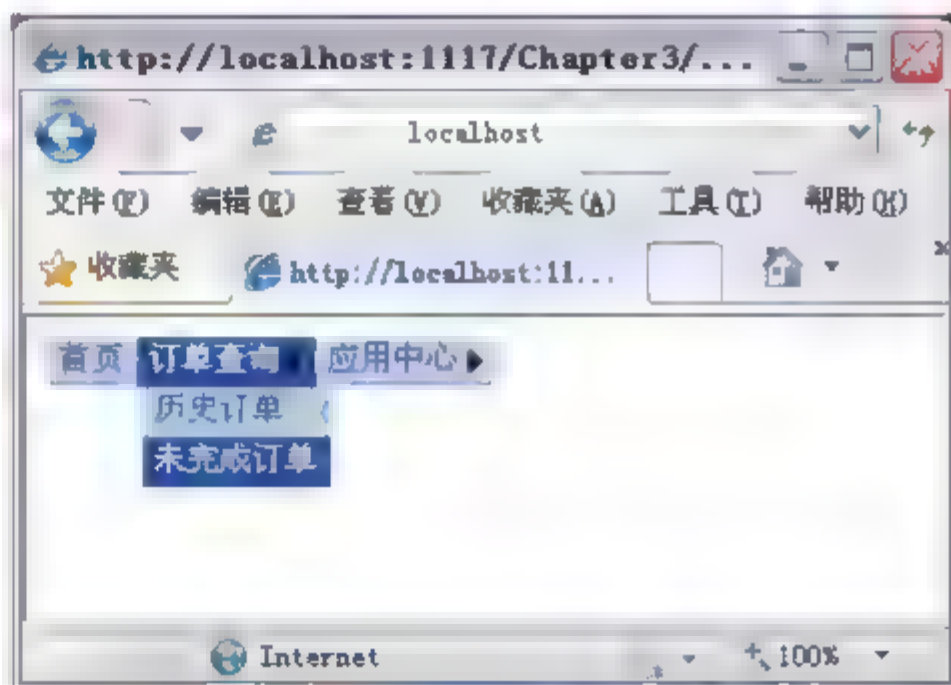 http://localhost:1117/Chapter3/...
localhost
文件(F) 编辑(E) 查看(V) 收藏夹(A) 工具(T) 帮助(H)
收藏夹 http://localhost:11...
首页 订单查询 应用中心
历史订单
未完成订单
Internet 100%